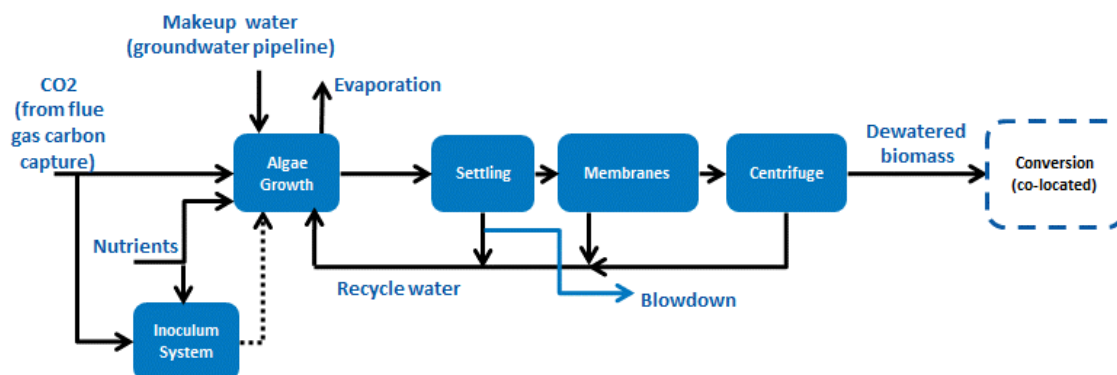 Makeup water
(groundwater pipeline)
CO2
(from flue
gas carbon
capture)
Evaporation
Algae
Growth
Settling
Membranes
Centrifuge
Dewatered
biomass
Conversion
(co-located)
Nutrients
Recycle water
Blowdown
Inoculum
System